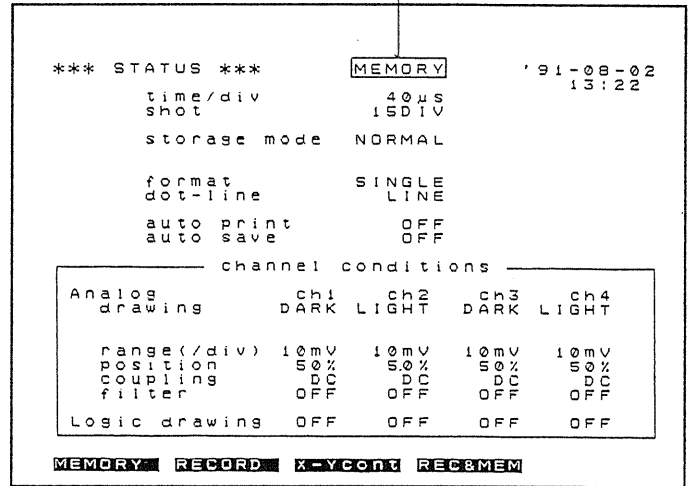 *** STATUS *** MEMORY '91-08-02
13:22
time/div 40µs
shot 15DIV
storage mode NORMAL
format SINGLE
dot-line LINE
auto print OFF
auto save OFF
channel conditions
Analog ch1 ch2 ch3 ch4
drawing DARK LIGHT DARK LIGHT
range(/div) 10mV 10mV 10mV 10mV
position 50% 50% 50% 50%
coupling DC DC DC DC
filter OFF OFF OFF OFF
Logic drawing OFF OFF OFF OFF
MEMORY RECORD X-Ycont REC&MEM